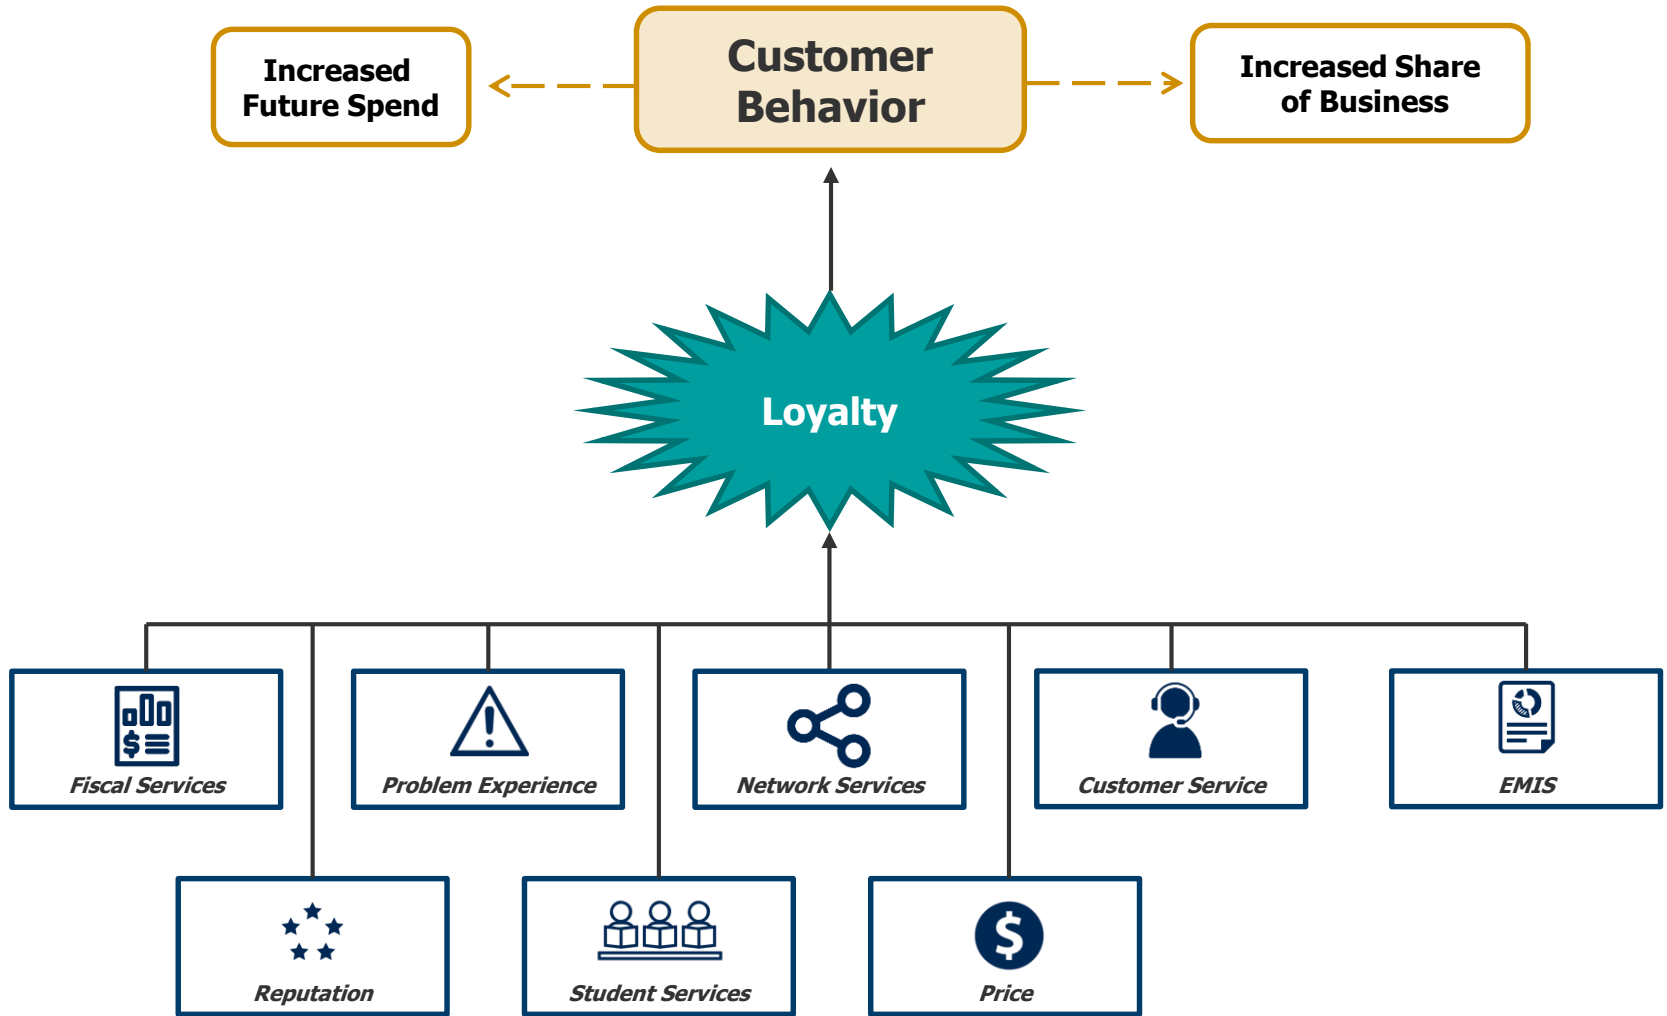 Increased
Future Spend
Customer
Behavior
Increased Share
of Business
Loyalty
Fiscal Services
Problem Experience
Network Services
Customer Service
EMIS
Reputation
Student Services
Price